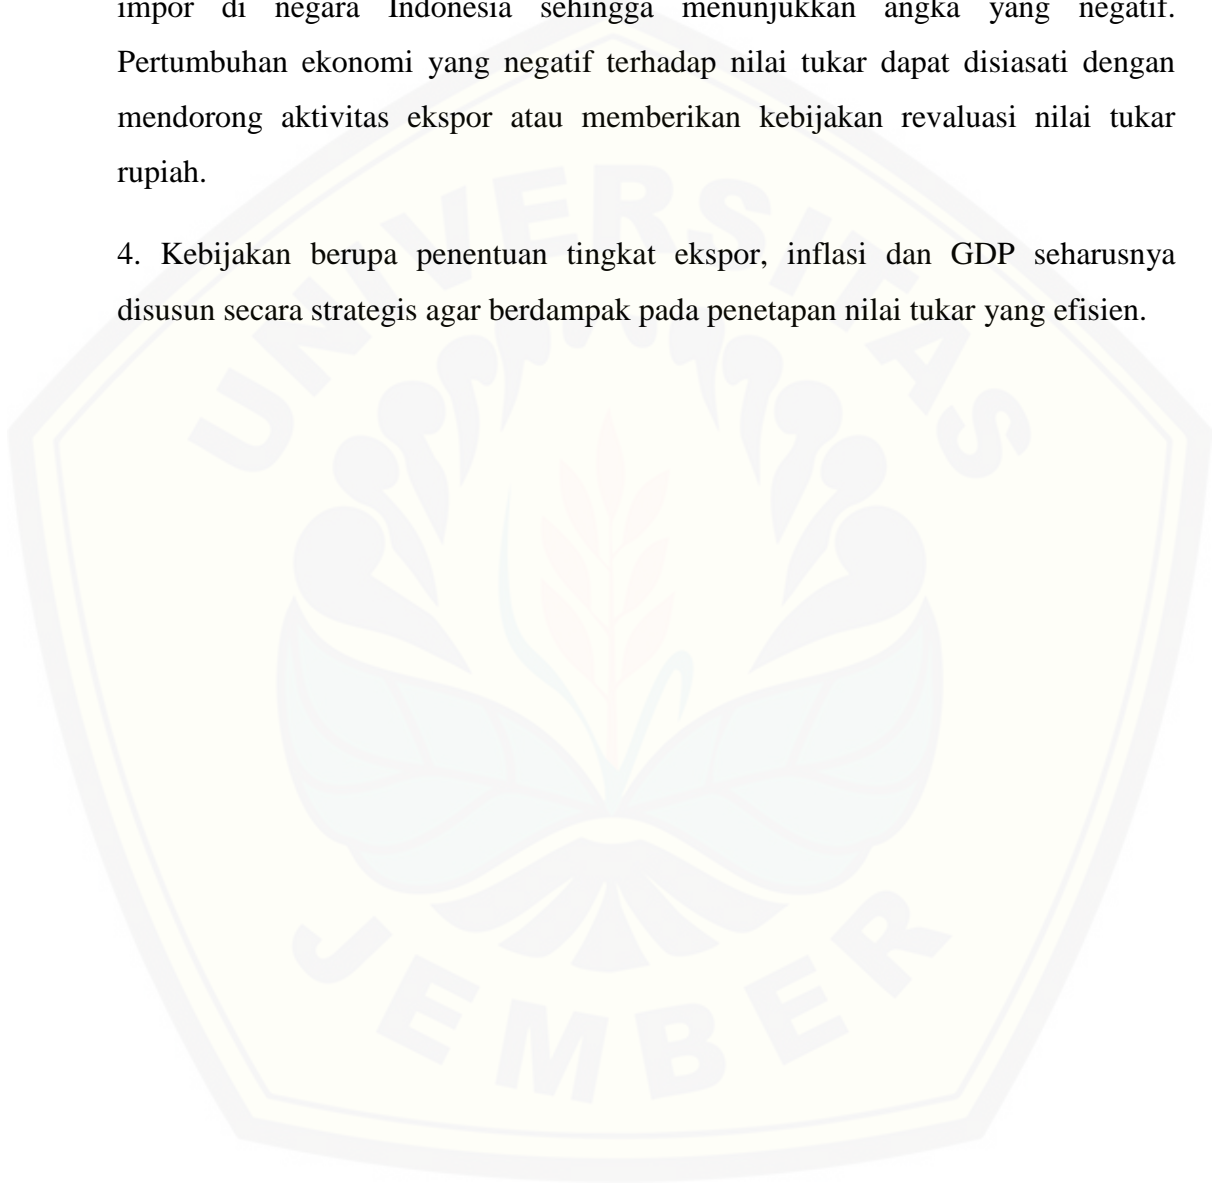 impor di negara Indonesia sehingga menunjukkan angka yang negatif.
Pertumbuhan ekonomi yang negatif terhadap nilai tukar dapat disiasati dengan
mendorong aktivitas ekspor atau memberikan kebijakan revaluasi nilai tukar
rupiah.
4. Kebijakan berupa penentuan tingkat ekspor, inflasi dan GDP seharusnya
disusun secara strategis agar berdampak pada penetapan nilai tukar yang efisien.
UNIVERSITAS
JEMBER